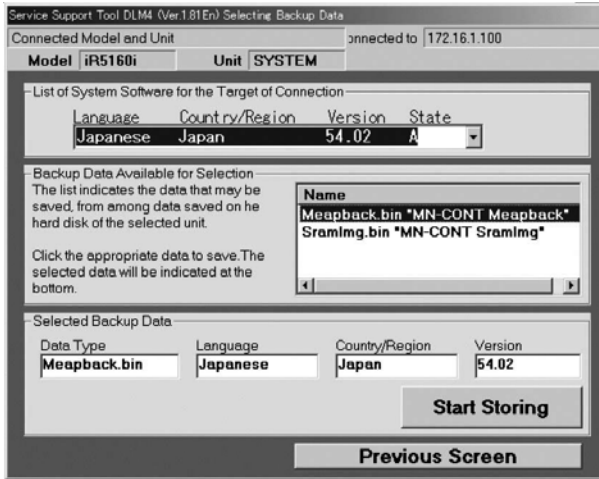 Service Support Tool DLM4 (Ver.1.81En) Selecting Backup Data
Connected Model and Unit
onnected to 172.16.1.100
Model iR5160i Unit SYSTEM
List of System Software for the Target of Connection
Language Country/Region Version State
Japanese Japan 54.02 A
Backup Data Available for Selection
The list indicates the data that may be
saved, from among data saved on he
hard disk of the selected unit.
Click the appropriate data to save.The
selected data will be indicated at the
bottom.
Name
Meapback.bin "MN-CONT Meapback"
SramImg.bin "MN-CONT SramImg"
Selected Backup Data
Data Type Language Country/Region Version
Meapback.bin Japanese Japan 54.02
Start Storing
Previous Screen